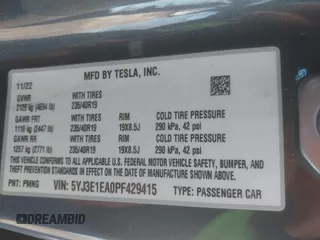 MFD BY TESLA, INC.
11/22
GVWR WITH TIRES
2109 kg (4694 lb) 235/40R19
GAWR FRT WITH TIRES RIM COLD TIRE PRESSURE
1110 kg (2447 lb) 235/40R19 19X8.5J 290 kPa, 42 psi
GAWR RR WITH TIRES RIM COLD TIRE PRESSURE
1257 kg (2771 lb) 235/40R19 19X8.5J 290 kPa, 42 psi
THIS VEHICLE CONFORMS TO ALL APPLICABLE FEDERAL MOTOR VEHICLE
SAFETY, BUMPER, AND THEFT PREVENTION STANDARDS IN
EFFECT ON THE DATE OF MANUFACTURE SHOWN ABOVE.
PNT: PMNG VIN: 5YJ3E1EA0PF429415 TYPE: PASSENGER CAR
DREAMBID